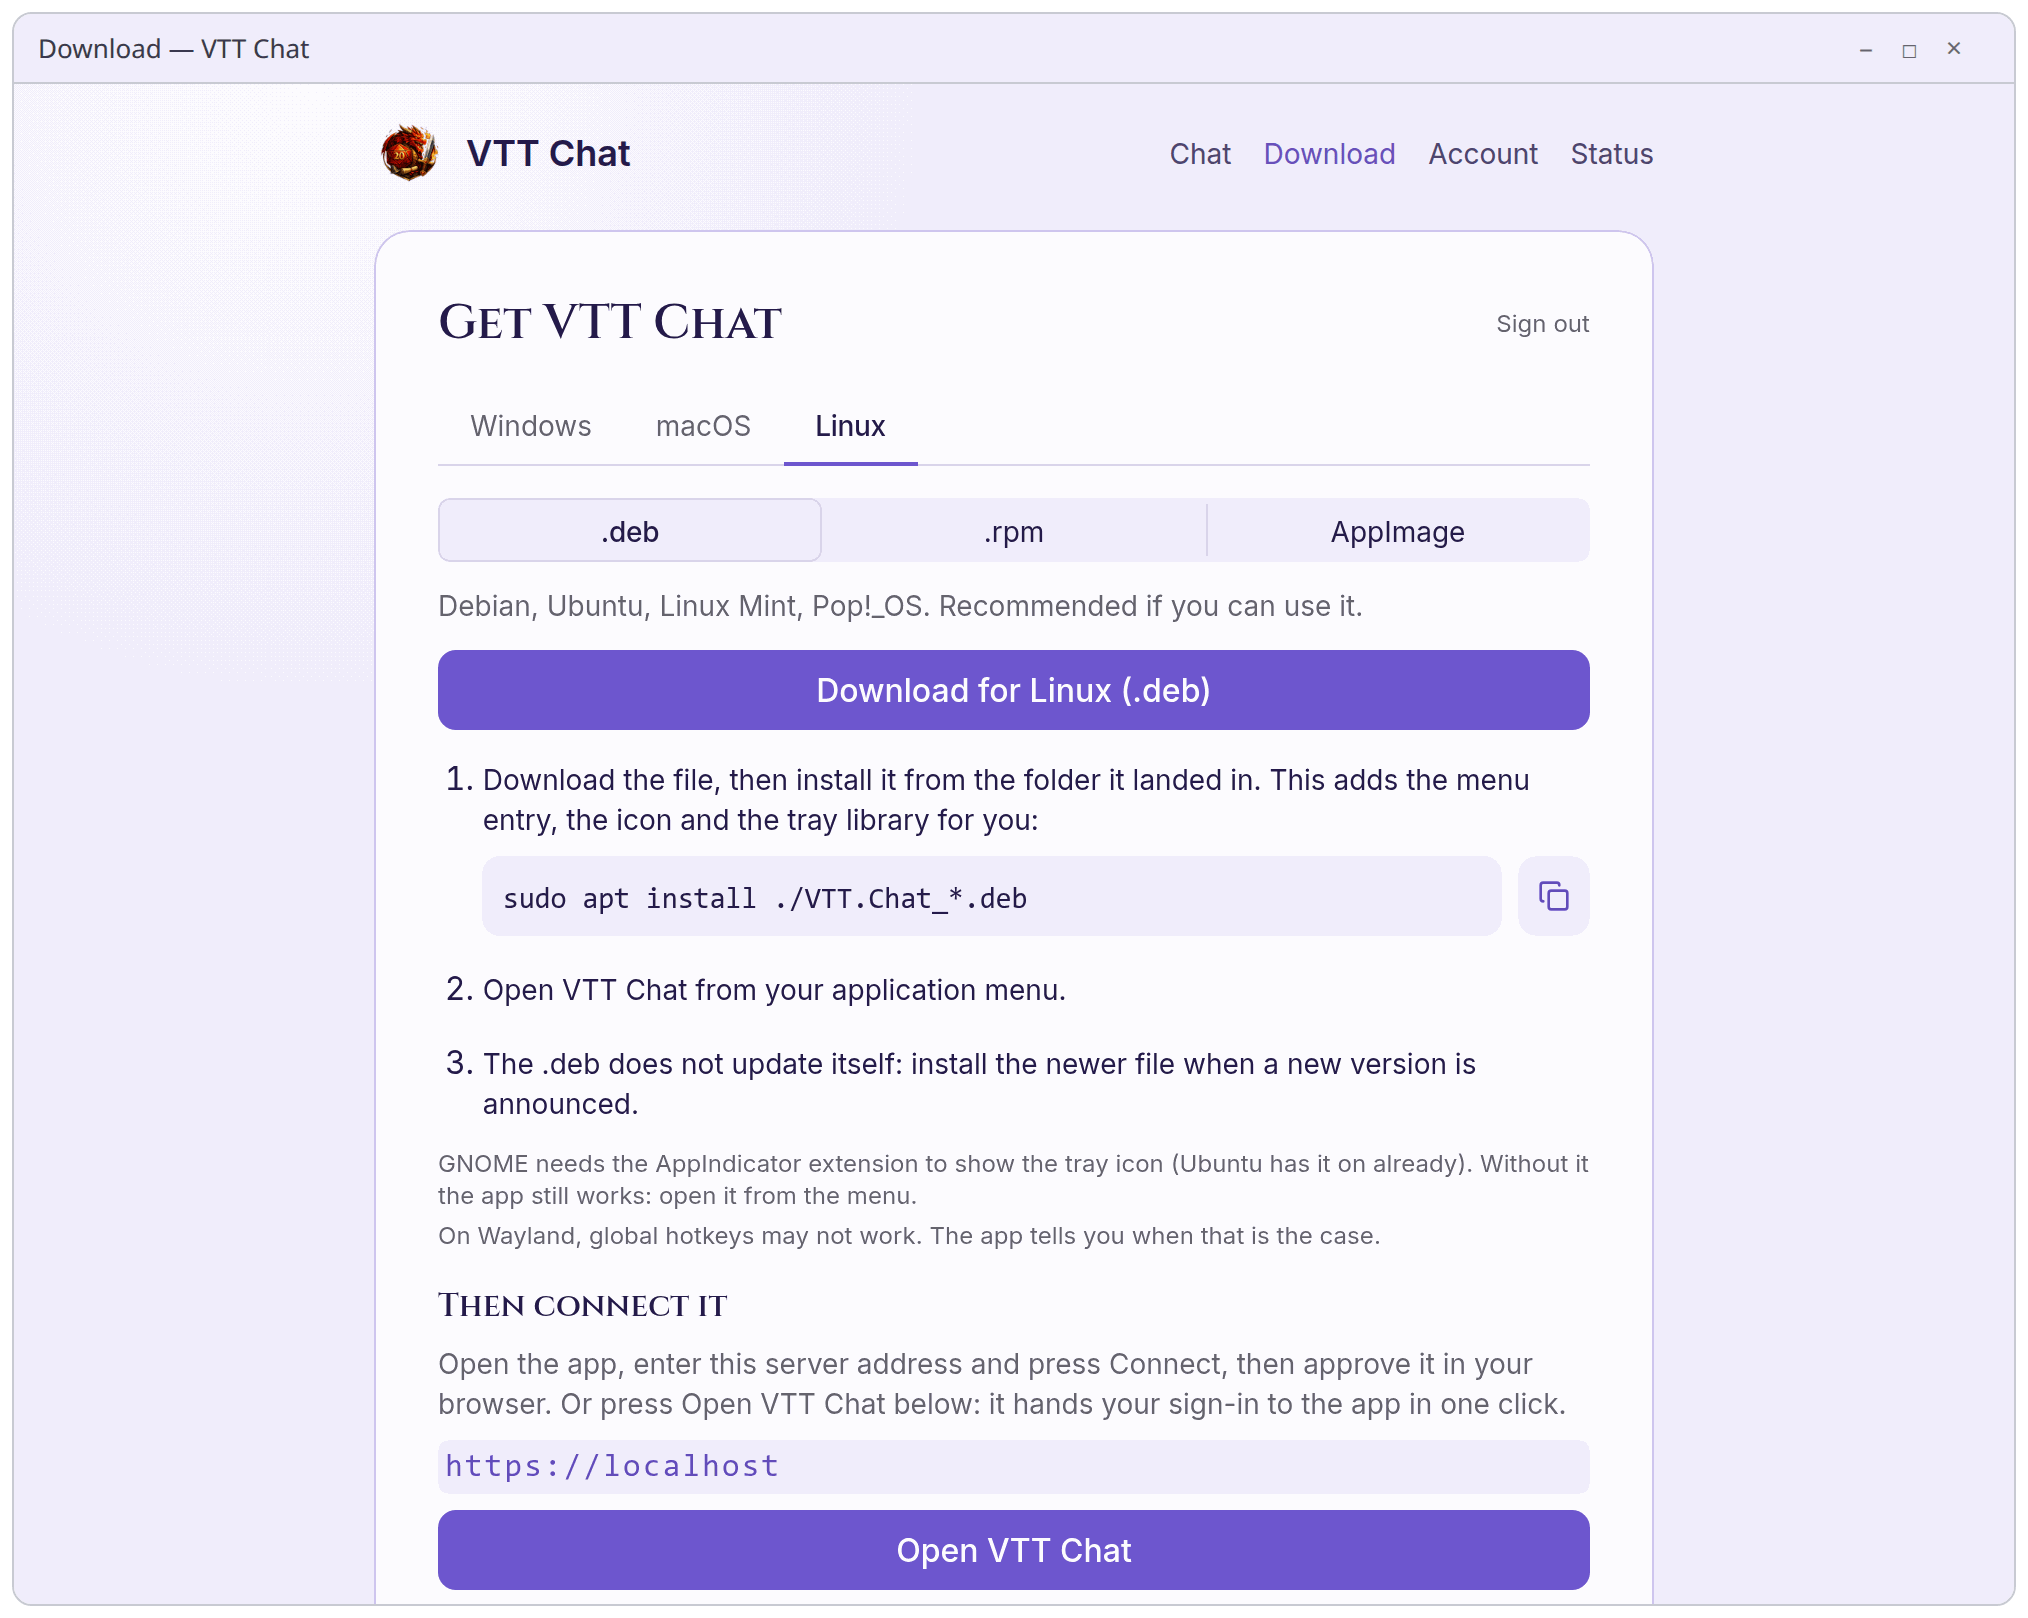 Download — VTT Chat
VTT Chat
Chat Download Account Status
Get VTT Chat
Sign out
Windows macOS Linux
.deb .rpm AppImage
Debian, Ubuntu, Linux Mint, Pop!_OS. Recommended if you can use it.
Download for Linux (.deb)
1. Download the file, then install it from the folder it landed in. This adds the menu
entry, the icon and the tray library for you:
sudo apt install ./VTT.Chat_*.deb
2. Open VTT Chat from your application menu.
3. The .deb does not update itself: install the newer file when a new version is
announced.
GNOME needs the AppIndicator extension to show the tray icon (Ubuntu has it on already). Without it
the app still works: open it from the menu.
On Wayland, global hotkeys may not work. The app tells you when that is the case.
Then connect it
Open the app, enter this server address and press Connect, then approve it in your
browser. Or press Open VTT Chat below: it hands your sign-in to the app in one click.
https://localhost
Open VTT Chat